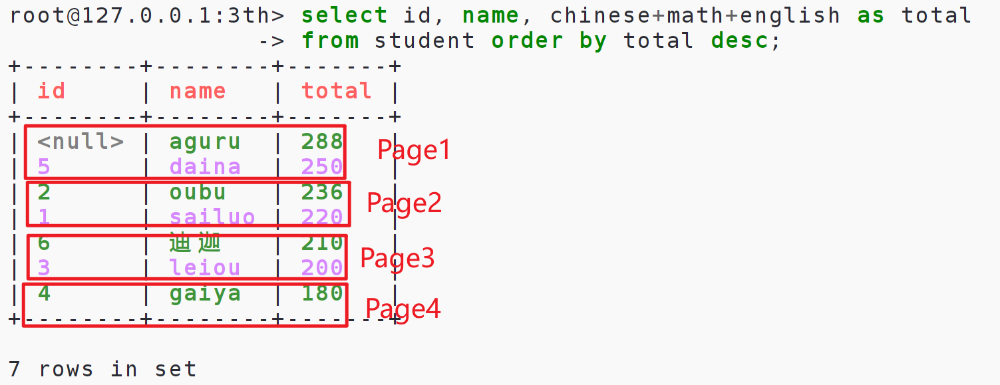 root@127.0.0.1:3th> select id, name, chinese+math+english as total
-> from student order by total desc;
+--------+--------+-------+
| id | name | total |
+--------+--------+-------+
| <null> | aguru | 288 | Page1
| 5 | daina | 250 |
| 2 | oubu | 236 | Page2
| 1 | sailuo | 220 |
| 6 | 迪迦 | 210 | Page3
| 3 | leiou | 200 |
| 4 | gaiya | 180 | Page4
+--------+--------+-------+
7 rows in set